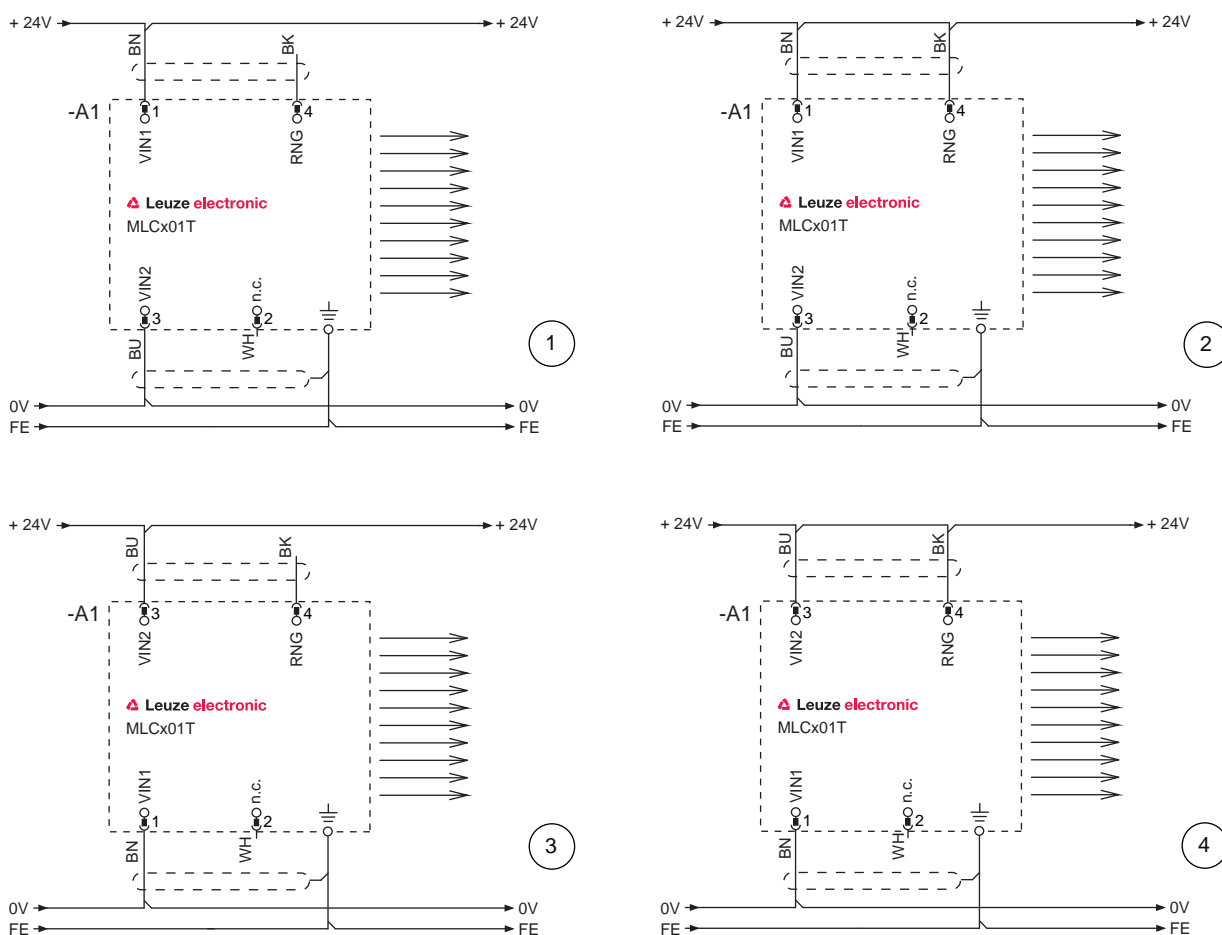 + 24V
+ 24V
BN
BK
-A1
1
4
VIN1
RNG
Leuze electronic
MLCx01T
VIN2
n.c.
3
2
BU
WH
1
0V
0V
FE
FE
+ 24V
+ 24V
BN
BK
-A1
1
4
VIN1
RNG
Leuze electronic
MLCx01T
VIN2
n.c.
3
2
BU
WH
2
0V
0V
FE
FE
+ 24V
+ 24V
BU
BK
-A1
3
4
VIN2
RNG
Leuze electronic
MLCx01T
VIN1
n.c.
1
2
BN
WH
3
0V
0V
FE
FE
+ 24V
+ 24V
BU
BK
-A1
3
4
VIN2
RNG
Leuze electronic
MLCx01T
VIN1
n.c.
1
2
BN
WH
4
0V
0V
FE
FE